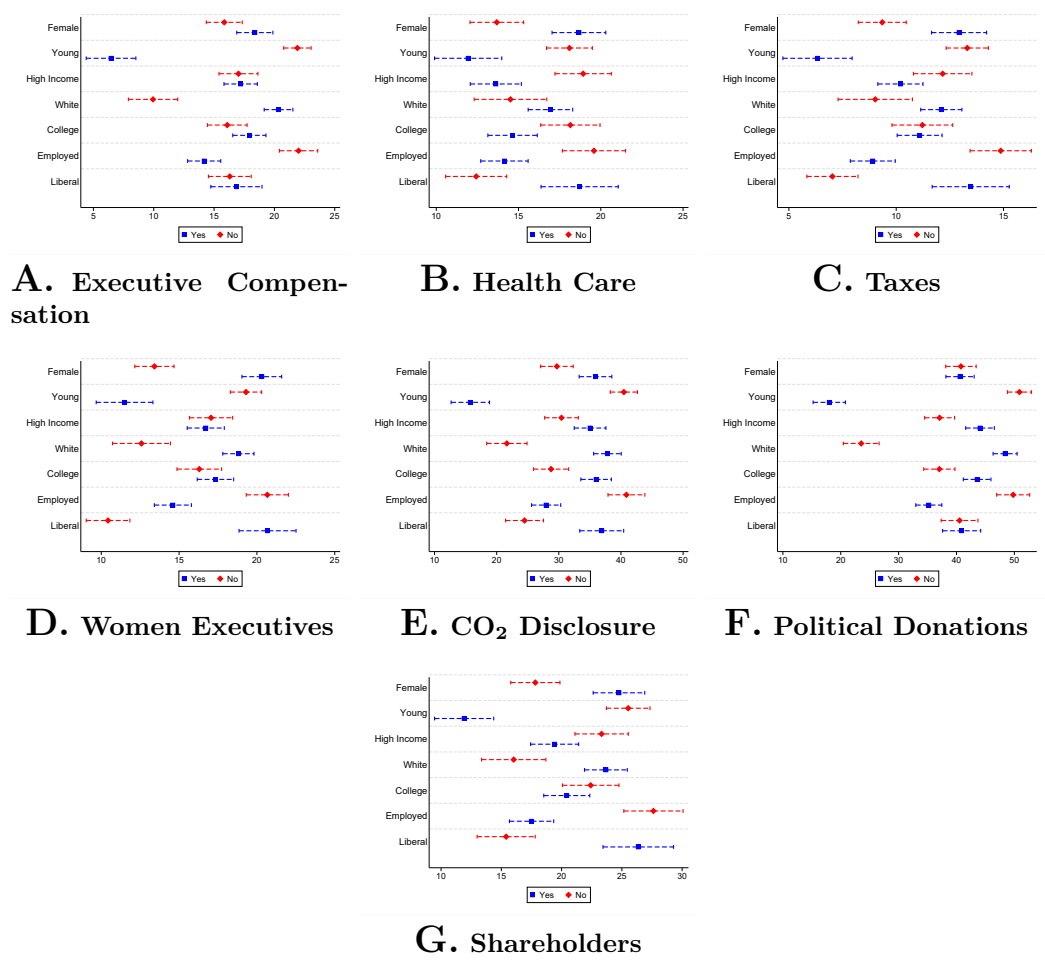 Female
Young
High Income
White
College
Employed
Liberal
5 10 15 20 25
Yes No
A. Executive Compen-
sation
Female
Young
High Income
White
College
Employed
Liberal
10 15 20 25
Yes No
B. Health Care
Female
Young
High Income
White
College
Employed
Liberal
5 10 15
Yes No
C. Taxes
Female
Young
High Income
White
College
Employed
Liberal
10 15 20 25
Yes No
D. Women Executives
Female
Young
High Income
White
College
Employed
Liberal
10 20 30 40 50
Yes No
E. CO₂ Disclosure
Female
Young
High Income
White
College
Employed
Liberal
10 20 30 40 50
Yes No
F. Political Donations
Female
Young
High Income
White
College
Employed
Liberal
10 15 20 25 30
Yes No
G. Shareholders